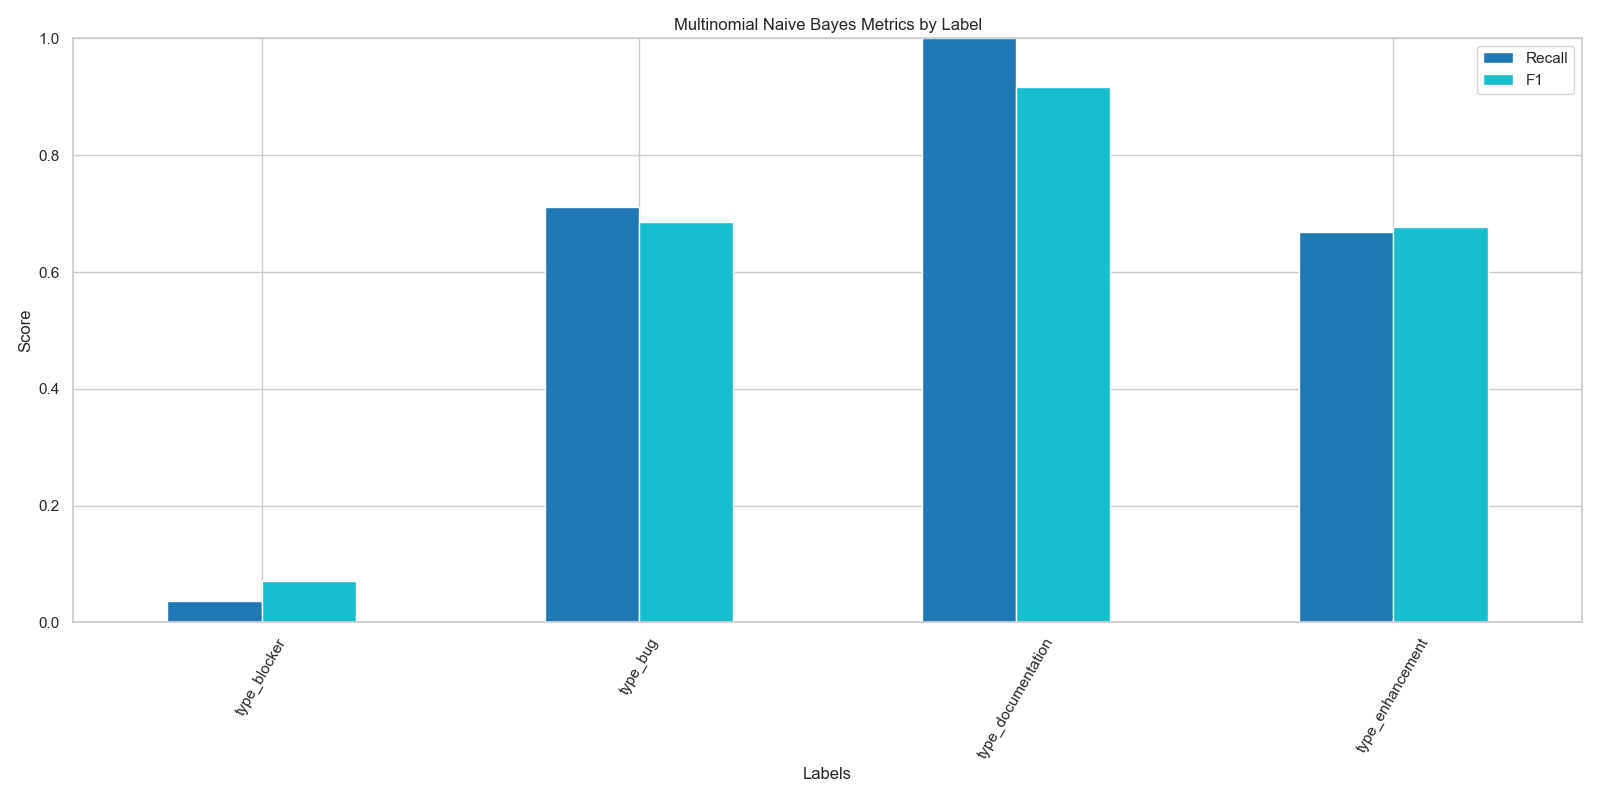 Multinomial Naive Bayes Metrics by Label
Recall
F1
Score
1.0
0.8
0.6
0.4
0.2
0.0
type_blocker
type_bug
type_documentation
type_enhancement
Labels